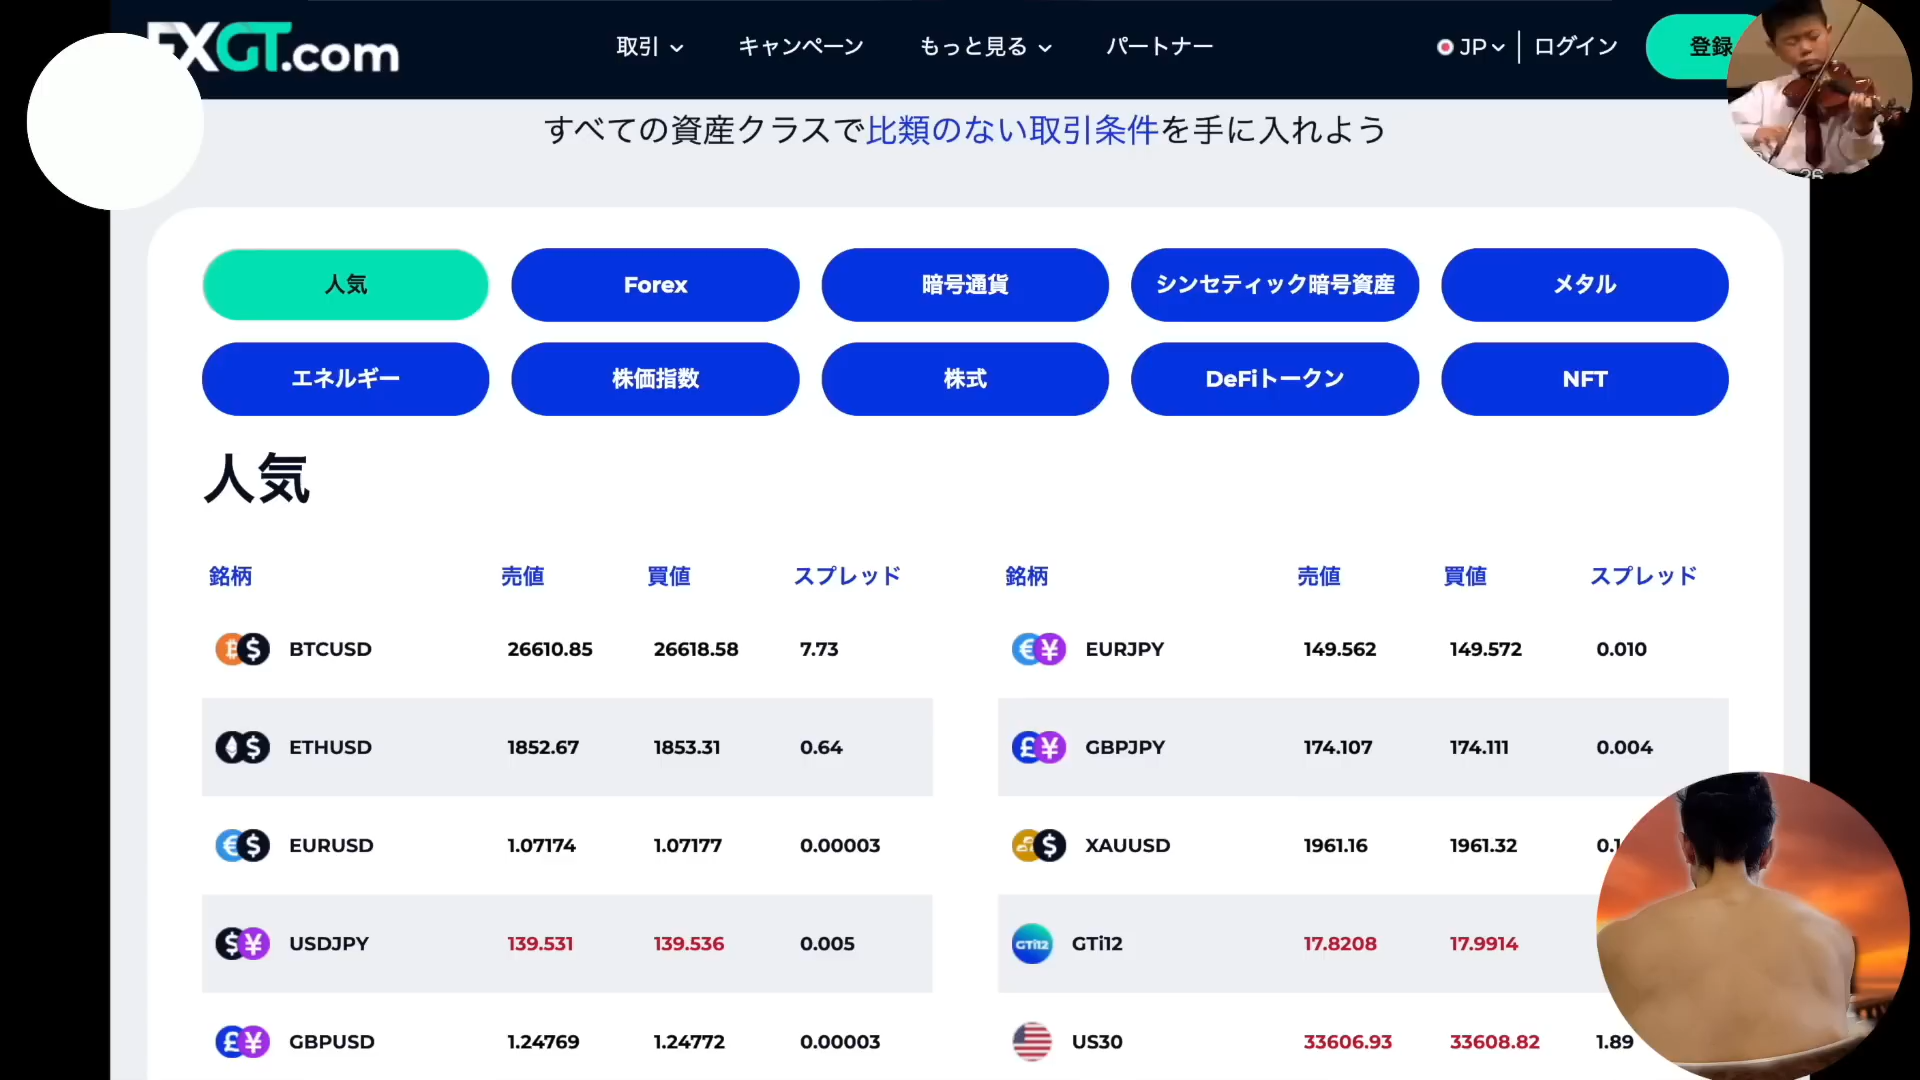 FXGT.com 取引 キャンペーン もっと見る パートナー JP ログイン 登録
すべての資産クラスで比類のない取引条件を手に入れよう
人気 Forex 暗号通貨 シンセティック暗号資産 メタル
エネルギー 株価指数 株式 DeFiトークン NFT
人気
銘柄 売値 買値 スプレッド 銘柄 売値 買値 スプレッド
BTCUSD 26610.85 26618.58 7.73 EURJPY 149.562 149.572 0.010
ETHUSD 1852.67 1853.31 0.64 GBPJPY 174.107 174.111 0.004
EURUSD 1.07174 1.07177 0.00003 XAUUSD 1961.16 1961.32
USDJPY 139.531 139.536 0.005 GTi12 GTi12 17.8208 17.9914
GBPUSD 1.24769 1.24772 0.00003 US30 33606.93 33608.82 1.89